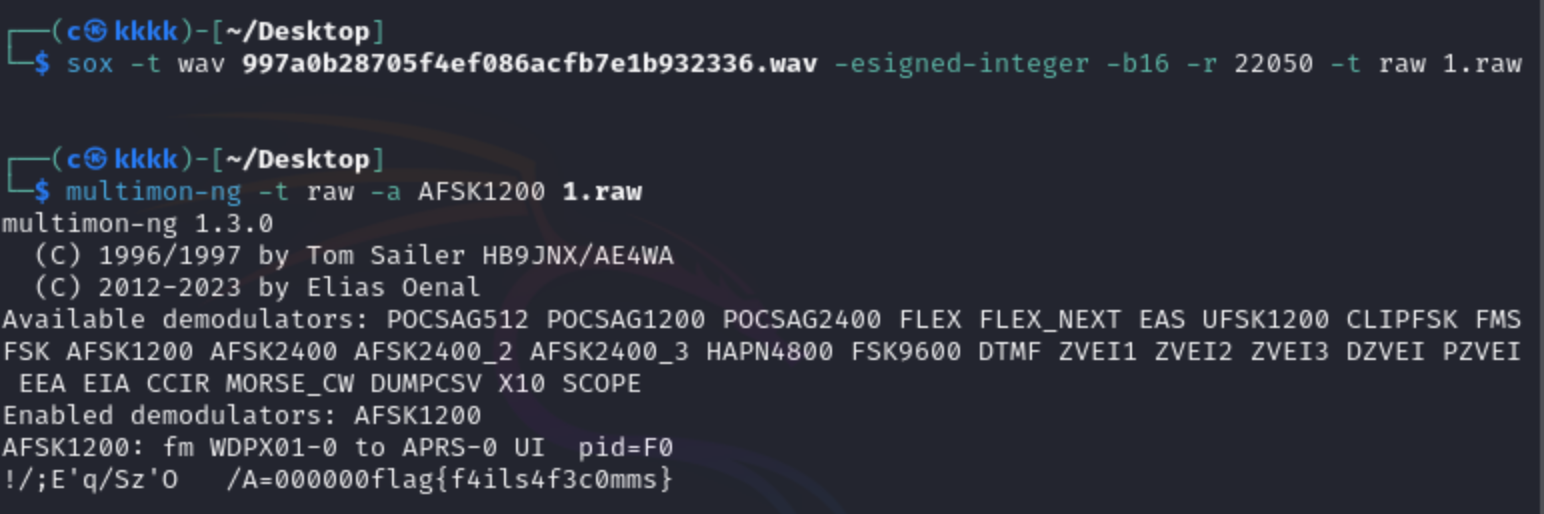 ┌──(c㉿kkkk)-[~/Desktop]
└─$ sox -t wav 997a0b28705f4ef086acfb7e1b932336.wav -esigned-integer -b16 -r 22050 -t raw 1.raw
┌──(c㉿kkkk)-[~/Desktop]
└─$ multimon-ng -t raw -a AFSK1200 1.raw
multimon-ng 1.3.0
  (C) 1996/1997 by Tom Sailer HB9JNX/AE4WA
  (C) 2012-2023 by Elias Oenal
Available demodulators: POCSAG512 POCSAG1200 POCSAG2400 FLEX FLEX_NEXT EAS UFSK1200 CLIPFSK FMS
FSK AFSK1200 AFSK2400 AFSK2400_2 AFSK2400_3 HAPN4800 FSK9600 DTMF ZVEI1 ZVEI2 ZVEI3 DZVEI PZVEI
 EEA EIA CCIR MORSE_CW DUMPCSV X10 SCOPE
Enabled demodulators: AFSK1200
AFSK1200: fm WDPX01-0 to APRS-0 UI  pid=F0
!/;E'q/Sz'O   /A=000000flag{f4ils4f3c0mms}